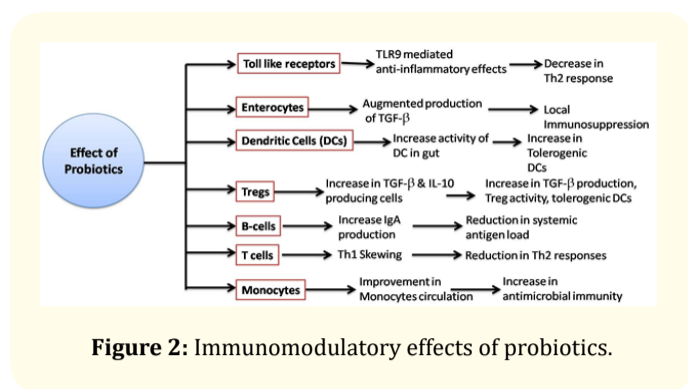 Effect of
Probiotics
Toll like receptors
TLR9 mediated
anti-inflammatory effects
Decrease in
Th2 response
Enterocytes
Augmented production
of TGF-β
Local
Immunosuppression
Dendritic Cells (DCs)
Increase activity of
DC in gut
Increase in
Tolerogenic
DCs
Tregs
Increase in TGF-β & IL-10
producing cells
Increase in TGF-β production,
Treg activity, tolerogenic DCs
B-cells
Increase IgA
production
Reduction in systemic
antigen load
T cells
Th1 Skewing
Reduction in Th2 responses
Monocytes
Improvement in
Monocytes circulation
Increase in
antimicrobial immunity
Figure 2: Immunomodulatory effects of probiotics.